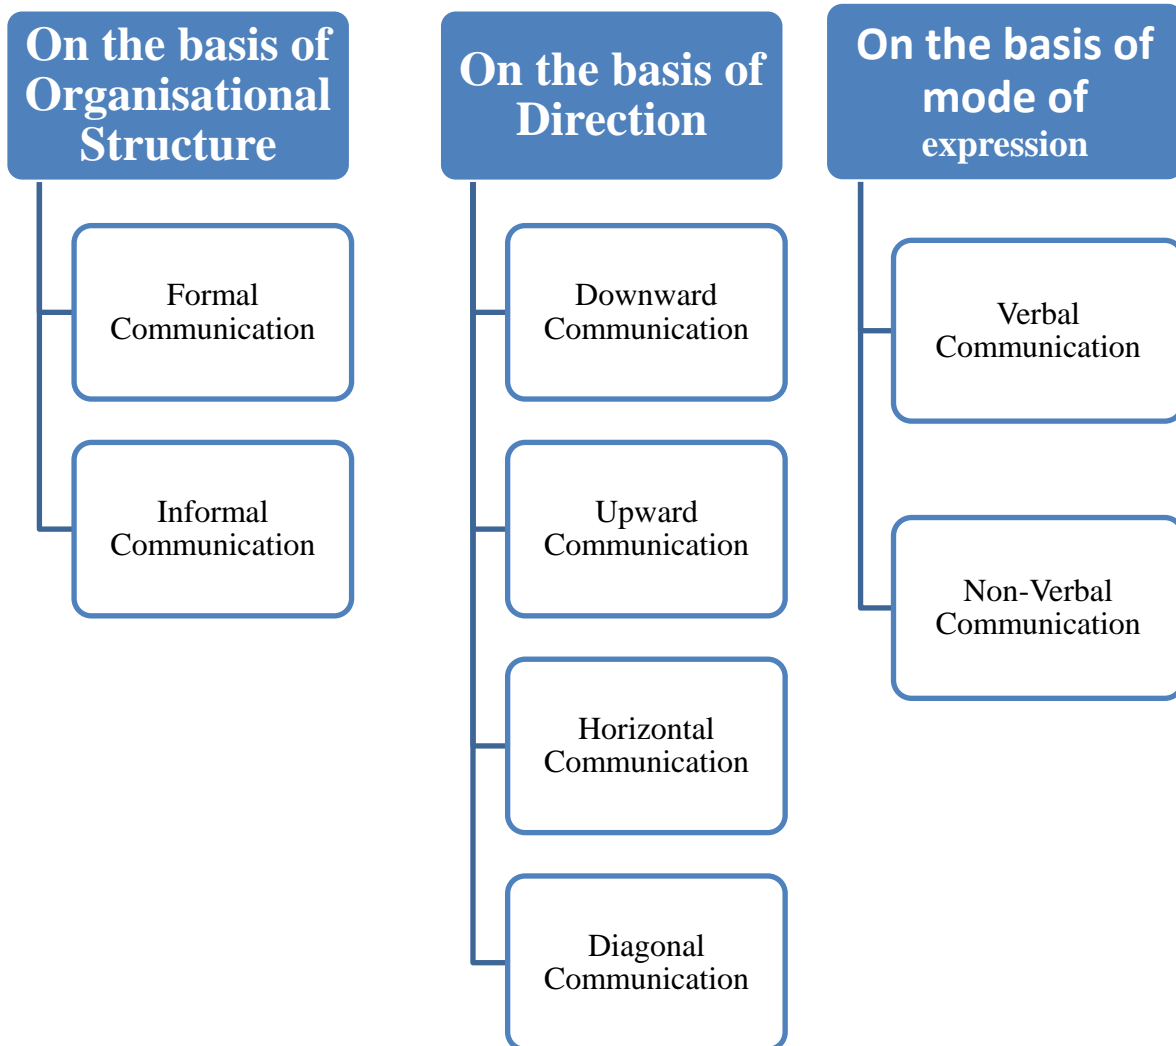 On the basis of
Organisational
Structure
Formal
Communication
Informal
Communication
On the basis of
Direction
Downward
Communication
Upward
Communication
Horizontal
Communication
Diagonal
Communication
On the basis of
mode of
expression
Verbal
Communication
Non-Verbal
Communication